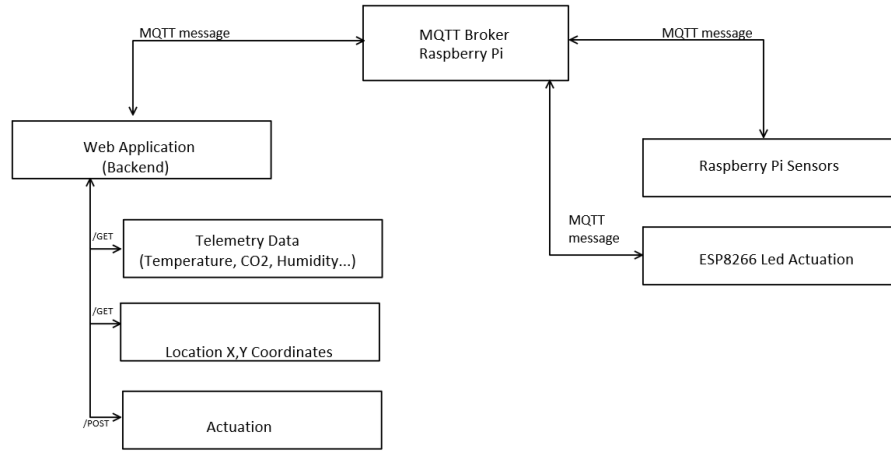 MQTT message
MQTT Broker
Raspberry Pi
MQTT message
Web Application
(Backend)
Raspberry Pi Sensors
MQTT
message
/GET
Telemetry Data
(Temperature, CO2, Humidity...)
ESP8266 Led Actuation
/GET
Location X,Y Coordinates
/POST
Actuation